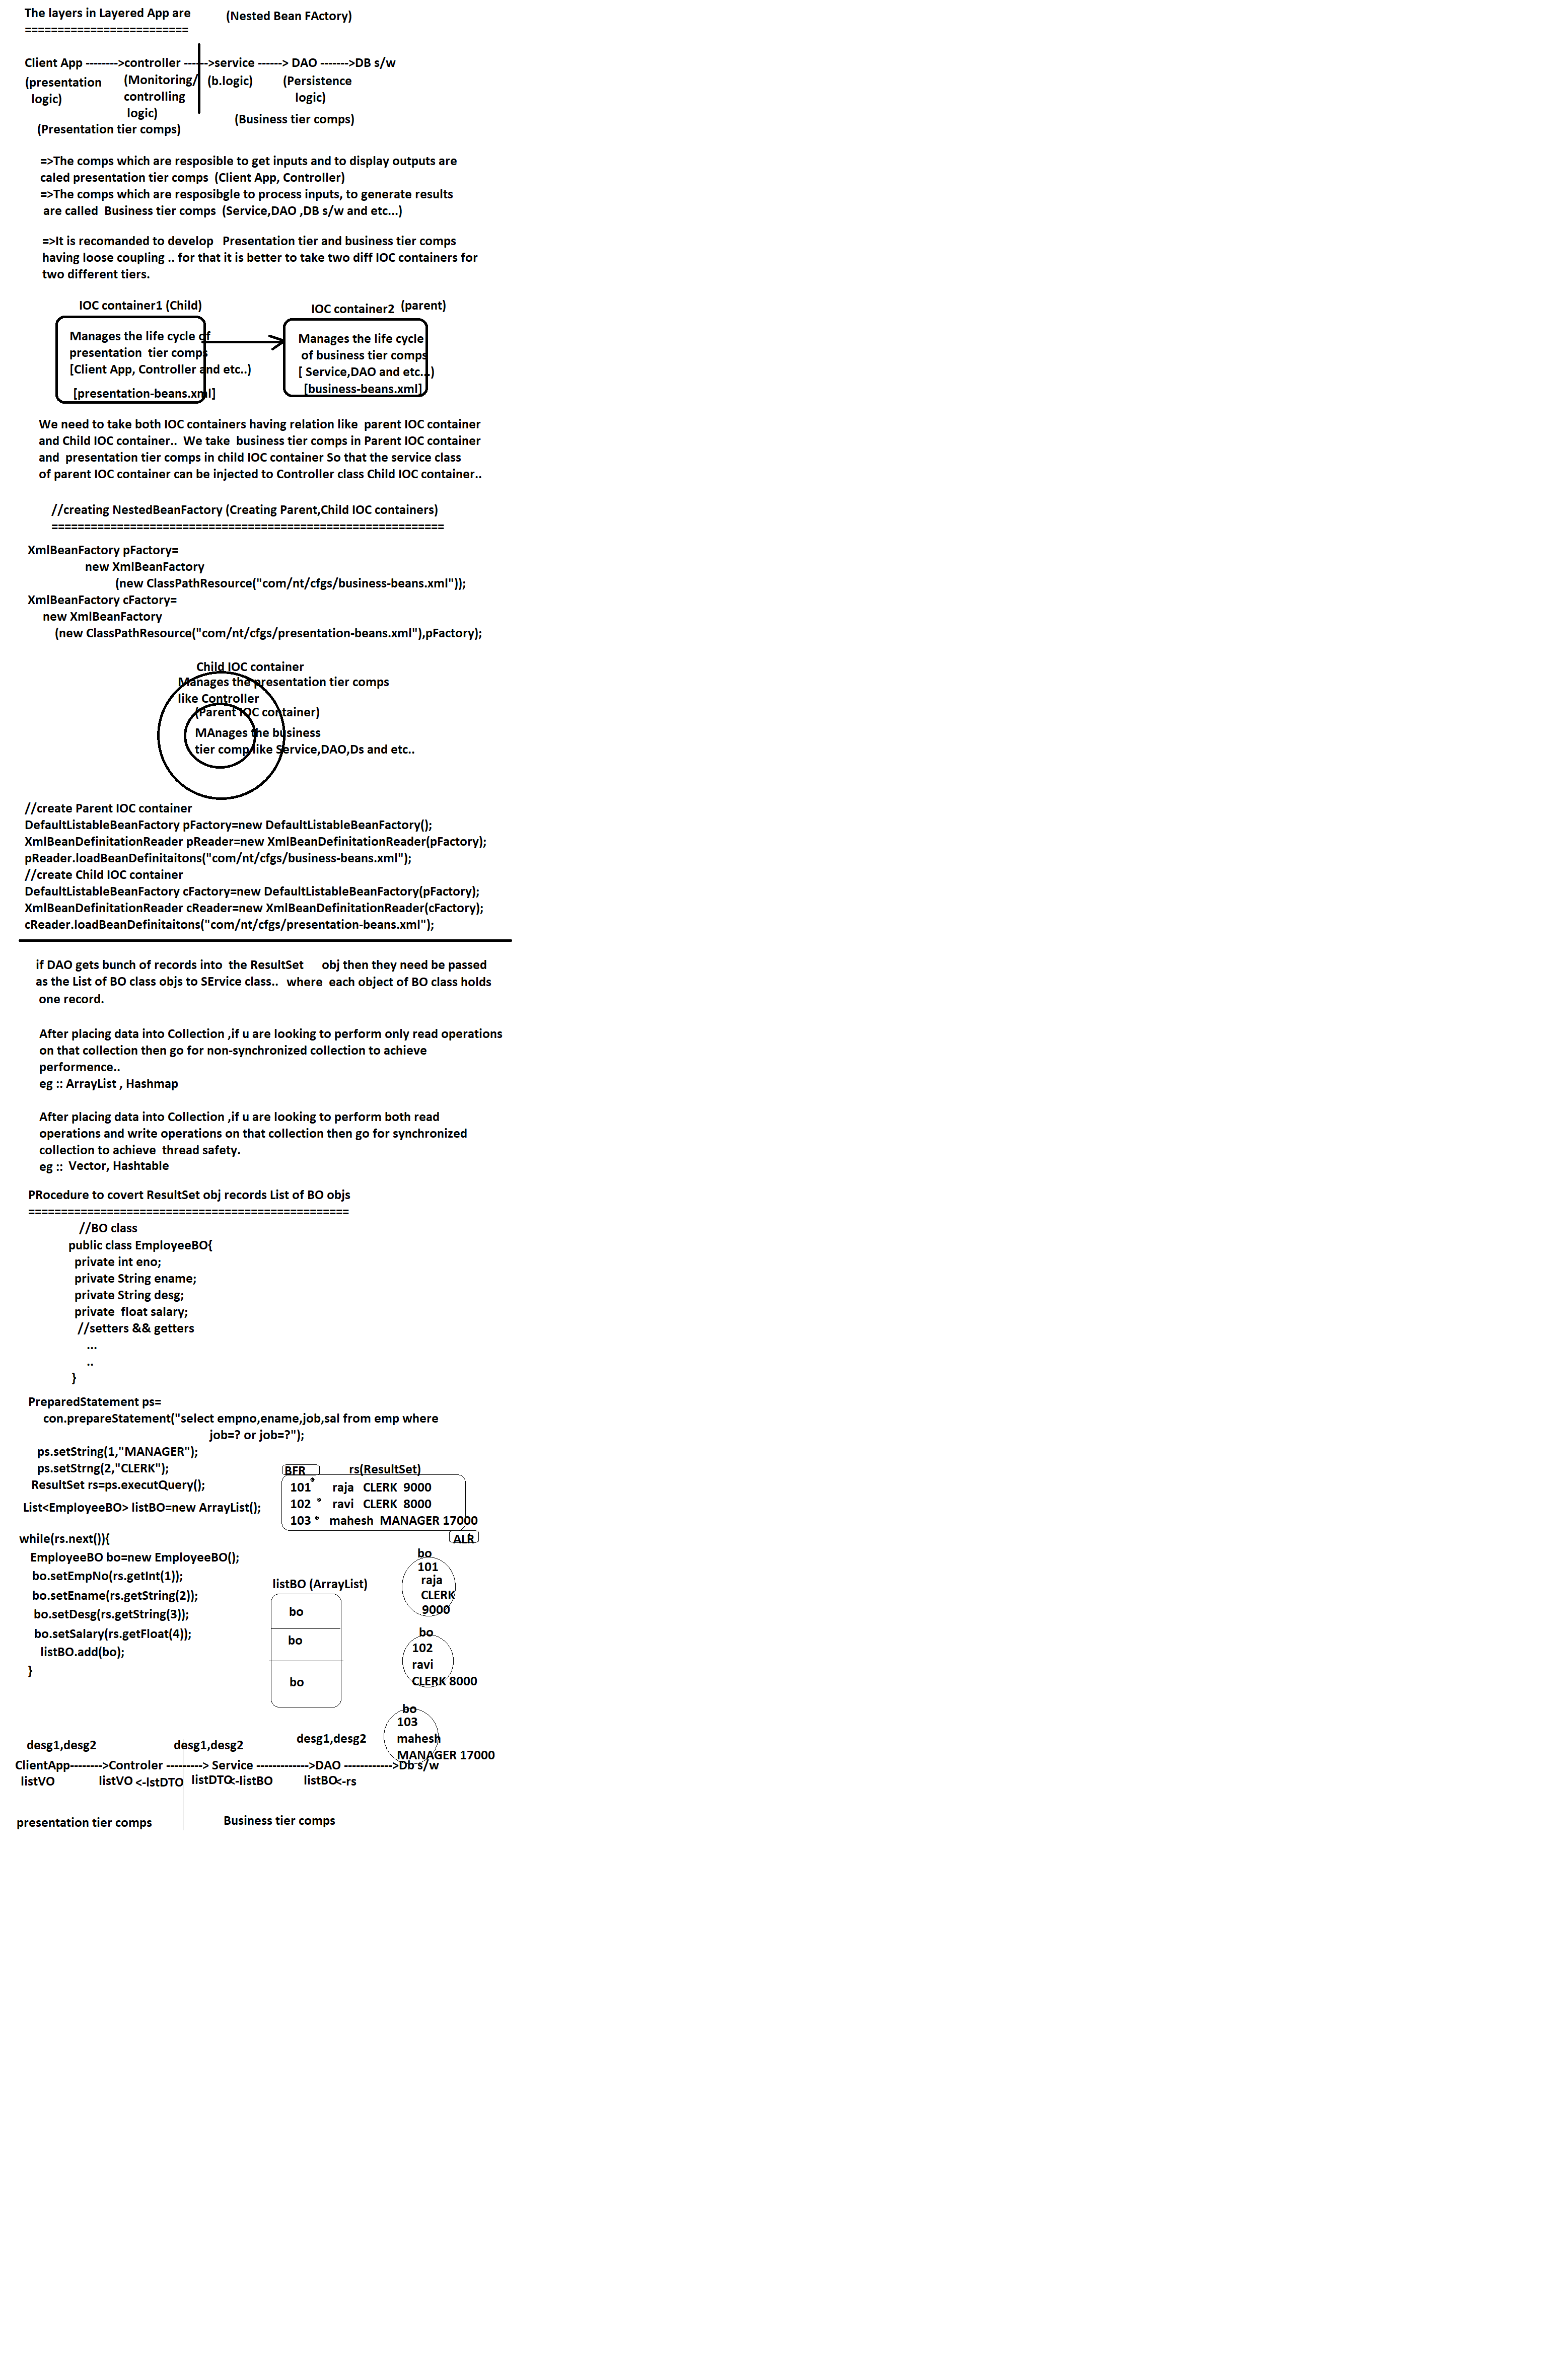 The layers in Layered App are
(Nested Bean FActory)
=========================
Client App -------->controller ------>service ------> DAO ------->DB s/w
(presentation
logic)
(Monitoring/
controlling
logic)
(b.logic)
(Persistence
logic)
(Presentation tier comps)
(Business tier comps)
=>The comps which are resposible to get inputs and to display outputs are
caled presentation tier comps (Client App, Controller)
=>The comps which are resposibgle to process inputs, to generate results
are called Business tier comps (Service,DAO ,DB s/w and etc...)
=>It is recomanded to develop Presentation tier and business tier comps
having loose coupling .. for that it is better to take two diff IOC containers for
two different tiers.
IOC container1 (Child)
Manages the life cycle of
presentation tier comps
[Client App, Controller and etc..)
[presentation-beans.xml]
IOC container2 (parent)
Manages the life cycle
of business tier comps
[ Service,DAO and etc...)
[business-beans.xml]
We need to take both IOC containers having relation like parent IOC container
and Child IOC container.. We take business tier comps in Parent IOC container
and presentation tier comps in child IOC container So that the service class
of parent IOC container can be injected to Controller class Child IOC container..
//creating NestedBeanFactory (Creating Parent,Child IOC containers)
============================================================
XmlBeanFactory pFactory=
new XmlBeanFactory
(new ClassPathResource("com/nt/cfgs/business-beans.xml"));
XmlBeanFactory cFactory=
new XmlBeanFactory
(new ClassPathResource("com/nt/cfgs/presentation-beans.xml"),pFactory);
Child IOC container
Manages the presentation tier comps
like Controller
(Parent IOC container)
MAnages the business
tier comp like Service,DAO,Ds and etc..
//create Parent IOC container
DefaultListableBeanFactory pFactory=new DefaultListableBeanFactory();
XmlBeanDefinitationReader pReader=new XmlBeanDefinitationReader(pFactory);
pReader.loadBeanDefinitaitons("com/nt/cfgs/business-beans.xml");
//create Child IOC container
DefaultListableBeanFactory cFactory=new DefaultListableBeanFactory(pFactory);
XmlBeanDefinitationReader cReader=new XmlBeanDefinitationReader(cFactory);
cReader.loadBeanDefinitaitons("com/nt/cfgs/presentation-beans.xml");
if DAO gets bunch of records into the ResultSet obj then they need be passed
as the List of BO class objs to SErvice class.. where each object of BO class holds
one record.
After placing data into Collection ,if u are looking to perform only read operations
on that collection then go for non-synchronized collection to achieve
performence..
eg :: ArrayList , Hashmap
After placing data into Collection ,if u are looking to perform both read
operations and write operations on that collection then go for synchronized
collection to achieve thread safety.
eg :: Vector, Hashtable
PRocedure to covert ResultSet obj records List of BO objs
=================================================
//BO class
public class EmployeeBO{
private int eno;
private String ename;
private String desg;
private float salary;
//setters && getters
...
..
}
PreparedStatement ps=
con.prepareStatement("select empno,ename,job,sal from emp where
job=? or job=?");
ps.setString(1,"MANAGER");
ps.setStrng(2,"CLERK");
ResultSet rs=ps.executQuery();
List<EmployeeBO> listBO=new ArrayList();
BFR
rs(ResultSet)
101 raja CLERK 9000
102 ravi CLERK 8000
103 mahesh MANAGER 17000
ALR
while(rs.next()){
EmployeeBO bo=new EmployeeBO();
bo.setEmpNo(rs.getInt(1));
bo.setEname(rs.getString(2));
bo.setDesg(rs.getString(3));
bo.setSalary(rs.getFloat(4));
listBO.add(bo);
}
listBO (ArrayList)
bo
bo
bo
bo
101
raja
CLERK
9000
bo
102
ravi
CLERK 8000
bo
103
mahesh
MANAGER 17000
desg1,desg2
desg1,desg2
desg1,desg2
ClientApp-------->Controler ---------> Service ------------->DAO ------------>Db s/w
listVO
listVO <-lstDTO
listDTO<-listBO
listBO<-rs
presentation tier comps
Business tier comps